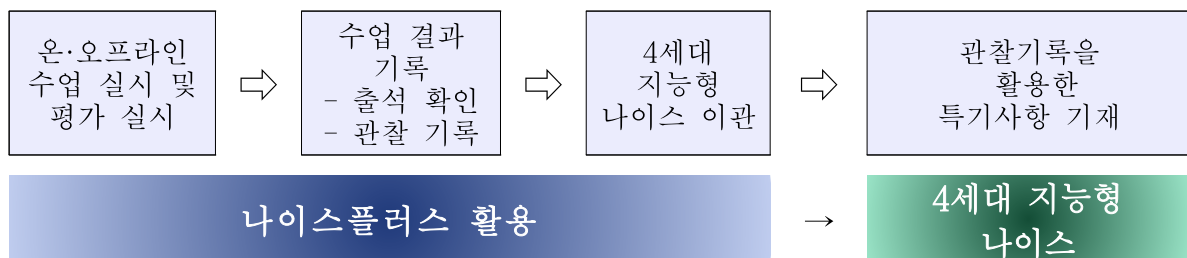 온·오프라인
수업 실시 및
평가 실시
⇨
수업 결과
기록
- 출석 확인
- 관찰 기록
⇨
4세대
지능형
나이스 이관
⇨
관찰기록을
활용한
특기사항 기재
나이스플러스 활용
→
4세대 지능형
나이스